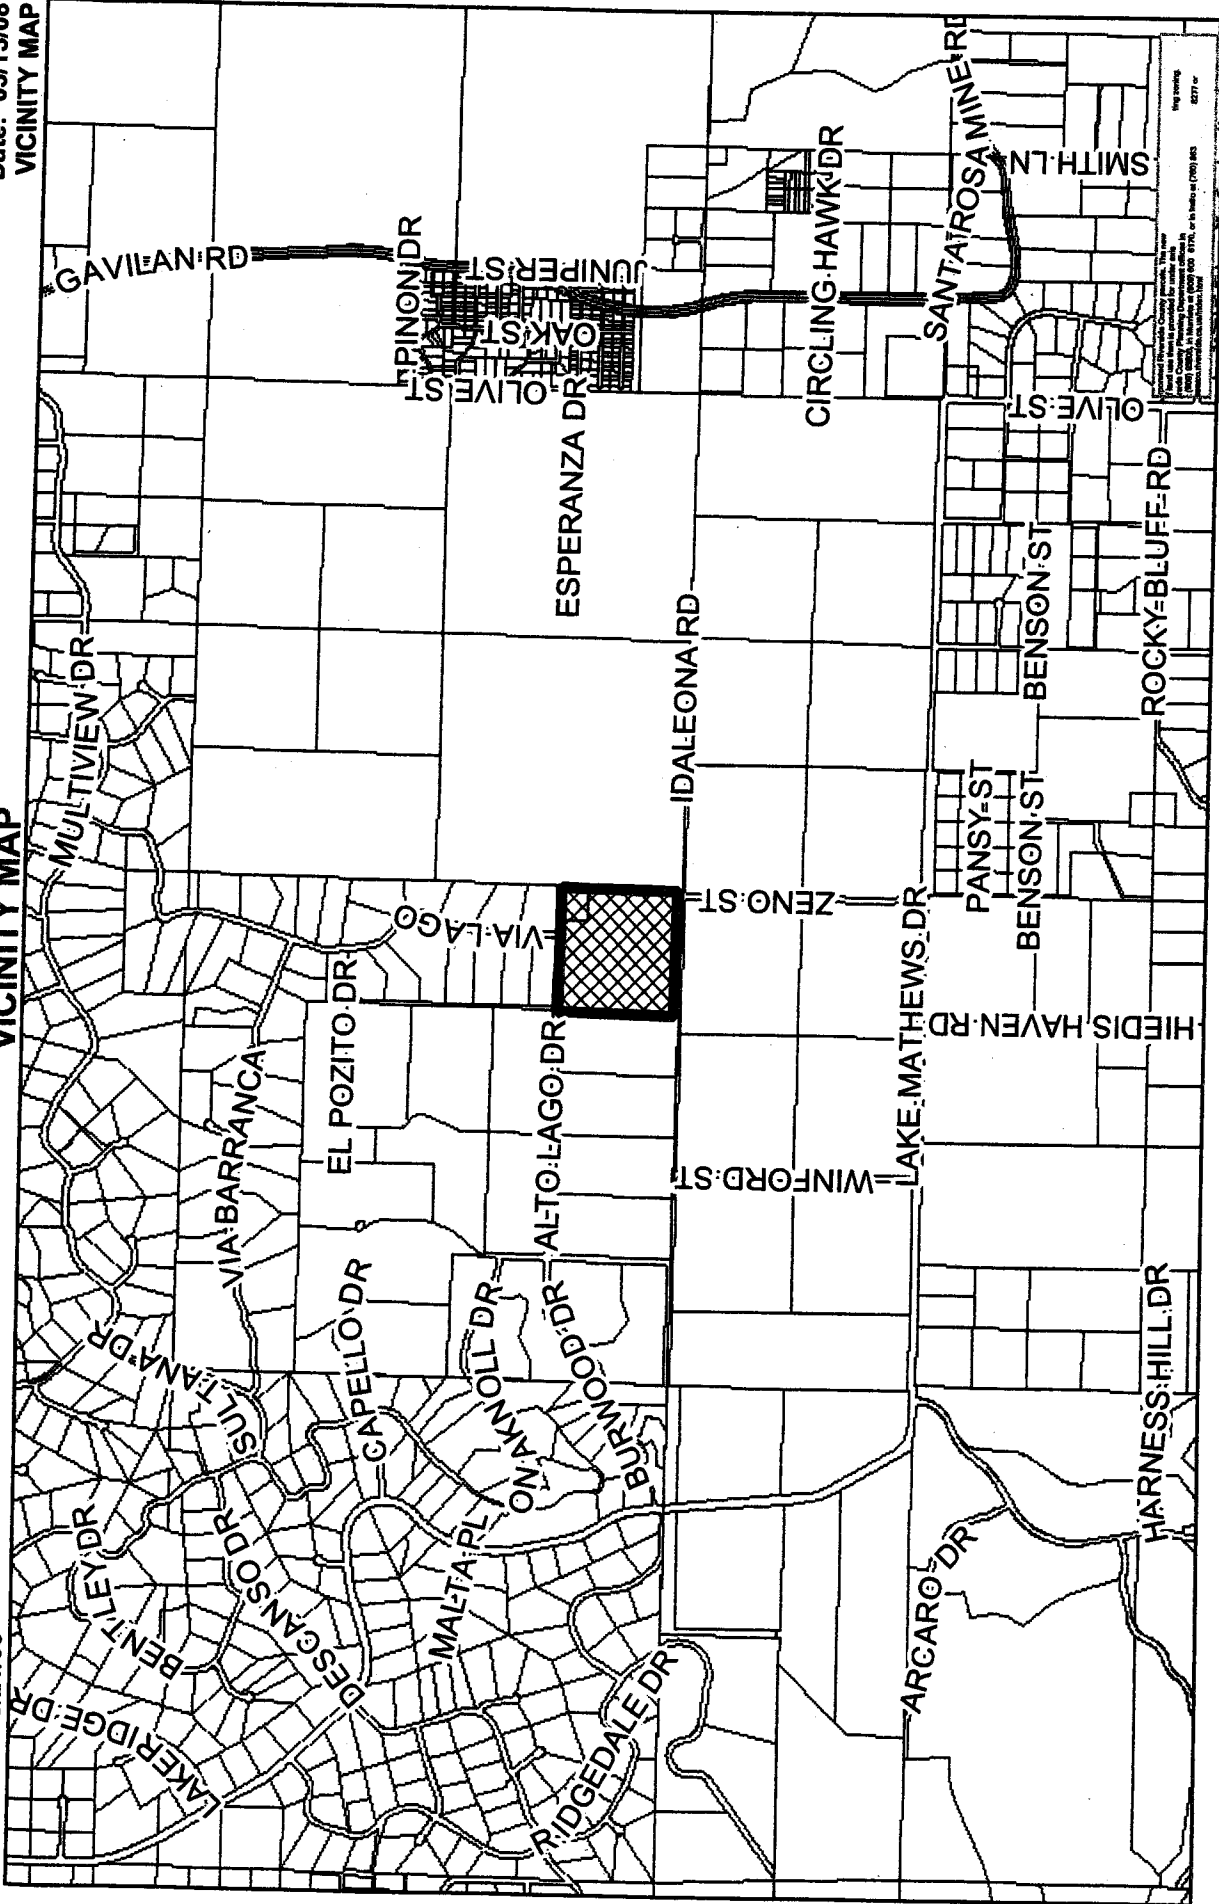 VICINITY MAP
VICINITY MAP
GAVILAN RD
PINON DR
JUNIPER ST
OAK ST
OLIVE ST
ESPERANZA DR
CIRCLING HAWK DR
SANTA ROSA MINE RD
SMITH LN
OLIVE ST
MULTIVIEW DR
IDALEONA RD
BENSON ST
ROCKY BLUFF RD
PANSY ST
BENSON ST
VIA LAGO
ZENO ST
EL POZITO DR
ALTO LAGO DR
LAKE MATHEWS DR
HIEDIS HAVEN RD
VIA BARRANCA
WINFORD ST
SULTANA DR
CAPELLO DR
OAKNOLL DR
BURWOOD DR
HARNESS HILL DR
BENTLEY DR
DESCANSO DR
MALTA PL
ARCARO DR
LAKERIDGE DR
RIDGEDALE DR